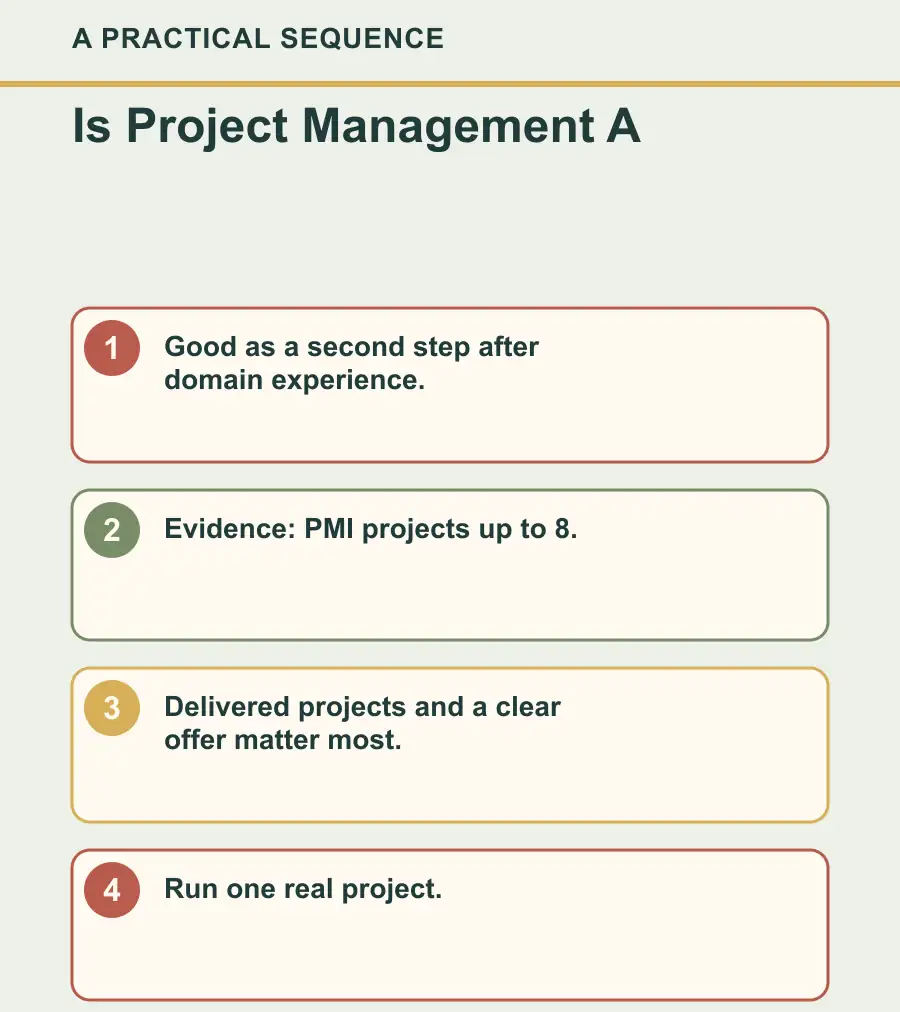 A PRACTICAL SEQUENCE
Is Project Management A
1
Good as a second step after
domain experience.
2
Evidence: PMI projects up to 8.
3
Delivered projects and a clear
offer matter most.
4
Run one real project.